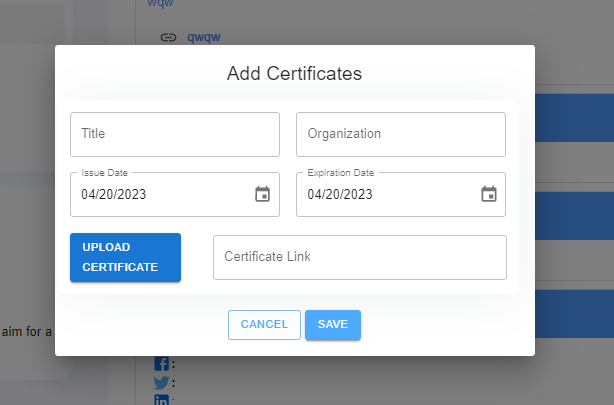 wqw
qwqw
Add Certificates
Title
Organization
Issue Date
04/20/2023
Expiration Date
04/20/2023
UPLOAD
CERTIFICATE
Certificate Link
CANCEL
SAVE
aim for a
:
:
: